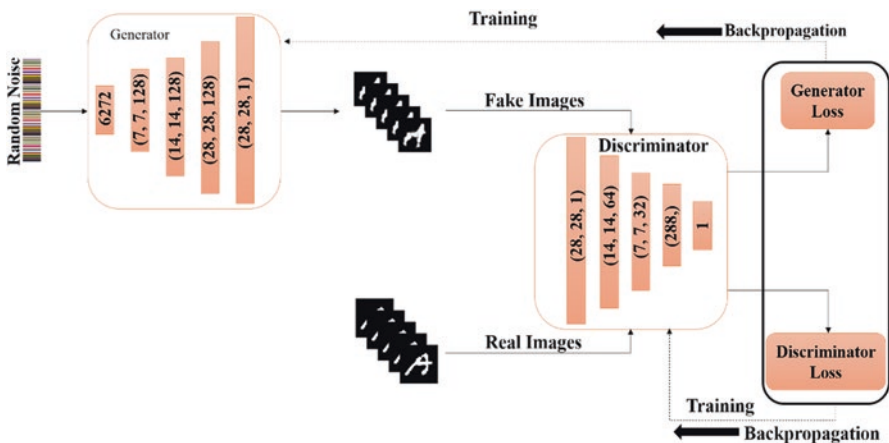 Training
Backpropagation
Generator
Random Noise
6272
(7, 7, 128)
(14, 14, 128)
(28, 28, 128)
(28, 28, 1)
Fake Images
Generator
Loss
Discriminator
(28, 28, 1)
(14, 14, 64)
(7, 7, 32)
(288,)
1
Real Images
Discriminator
Loss
Training
Backpropagation